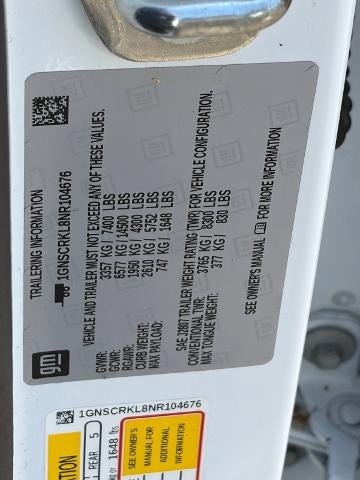 TRAILERING INFORMATION
1GNSCRKL8NR104676
VEHICLE AND TRAILER MUST NOT EXCEED ANY OF THESE VALUES.
GVWR: 3357 KG / 7400 LBS
GCWR: 6577 KG / 14500 LBS
RGAWR: 1950 KG / 4300 LBS
CURB WEIGHT: 2610 KG / 5752 LBS
MAX PAYLOAD: 747 KG / 1648 LBS
SAE J2807 TRAILER WEIGHT RATING (TWR) FOR VEHICLE CONFIGURATION.
CONVENTIONAL TWR: 3765 KG / 8300 LBS
MAX TONGUE WEIGHT: 377 KG / 830 LBS
SEE OWNER'S MANUAL FOR MORE INFORMATION
gm
1GNSCRKL8NR104676
REAR 5
1648 lbs
SEE OWNER'S
MANUAL FOR
ADDITIONAL
INFORMATION